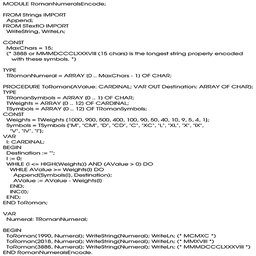 MODULE RomanNumeralsEncode;
FROM Strings IMPORT
Append;
FROM STextIO IMPORT
WriteString, WriteLn;
CONST
MaxChars = 15;
(* 3888 or MMMDCCCLXXXVIII (15 chars) is the longest string properly encoded
with these symbols. *)
TYPE
TRomanNumeral = ARRAY (0 .. MaxChars - 1) OF CHAR;
PROCEDURE ToRoman(AValue: CARDINAL; VAR OUT Destination: ARRAY OF CHAR);
TYPE
TRomanSymbols = ARRAY (0 .. 1) OF CHAR;
TWeights = ARRAY (0 .. 12) OF CARDINAL;
TSymbols = ARRAY (0 .. 12) OF TRomanSymbols;
CONST
Weights = TWeights {1000, 900, 500, 400, 100, 90, 50, 40, 10, 9, 5, 4, 1};
Symbols = TSymbols {"M", "CM", "D", "CD", "C", "XC", "L", "XL", "X", "IX",
"V", "IV", "I"};
VAR
I: CARDINAL;
BEGIN
Destination := "";
I := 0;
WHILE (I <= HIGH(Weights)) AND (AValue > 0) DO
WHILE AValue >= Weights(I) DO
Append(Symbols(I), Destination);
AValue := AValue - Weights(I)
END;
INC(I);
END;
END ToRoman;
VAR
Numeral: TRomanNumeral;
BEGIN
ToRoman(1990, Numeral); WriteString(Numeral); WriteLn; (* MCMXC *)
ToRoman(2018, Numeral); WriteString(Numeral); WriteLn; (* MMXVIII *)
ToRoman(3888, Numeral); WriteString(Numeral); WriteLn; (* MMMDCCCLXXXVIII *)
END RomanNumeralsEncode.